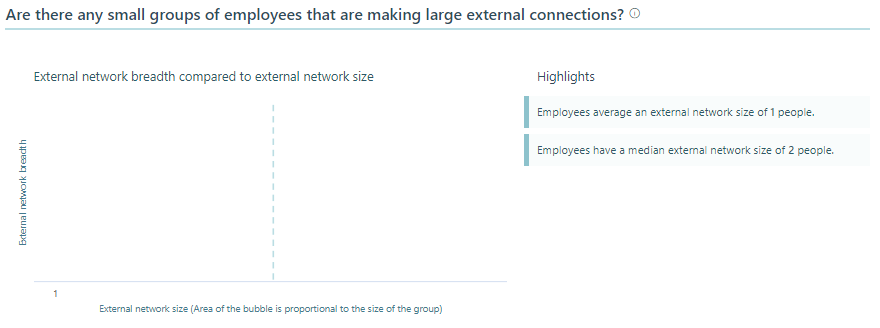 Are there any small groups of employees that are making large external connections? ⓘ
External network breadth compared to external network size
Highlights
Employees average an external network size of 1 people.
Employees have a median external network size of 2 people.
External network breadth
1
External network size (Area of the bubble is proportional to the size of the group)